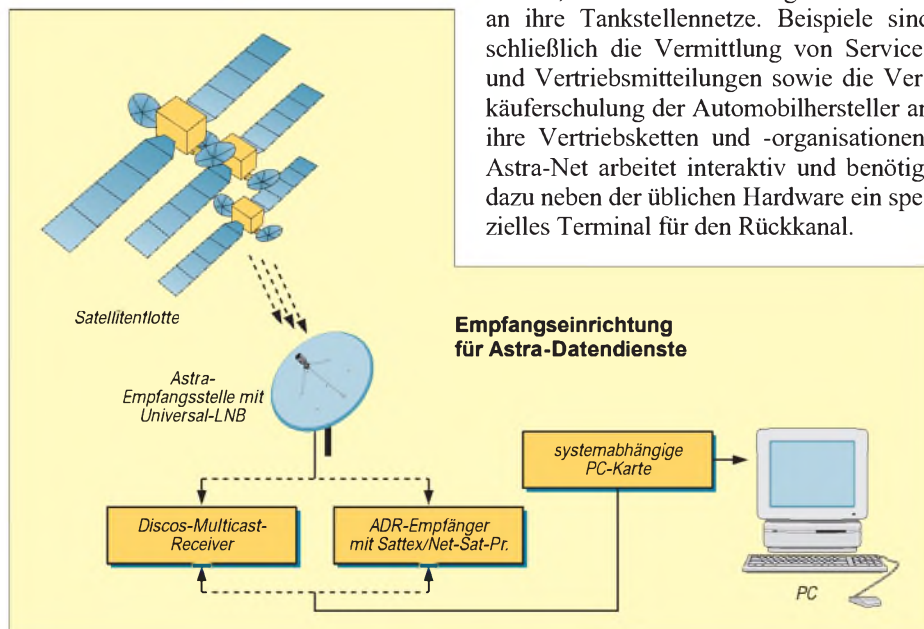 an ihre Tankstellennetze. Beispiele sind
schließlich die Vermittlung von Service-
und Vertriebsmitteilungen sowie die Ver-
käuferschulung der Automobilhersteller an
ihre Vertriebsketten und -organisationen.
Astra-Net arbeitet interaktiv und benötigt
dazu neben der üblichen Hardware ein spe-
zielles Terminal für den Rückkanal.
Satellitenflotte
Empfangseinrichtung
für Astra-Datendienste
Astra-
Empfangsstelle mit
Universal-LNB
systemabhängige
PC-Karte
Discos-Multicast-
Receiver
ADR-Empfänger
mit Sattex/Net-Sat-Pr.
PC